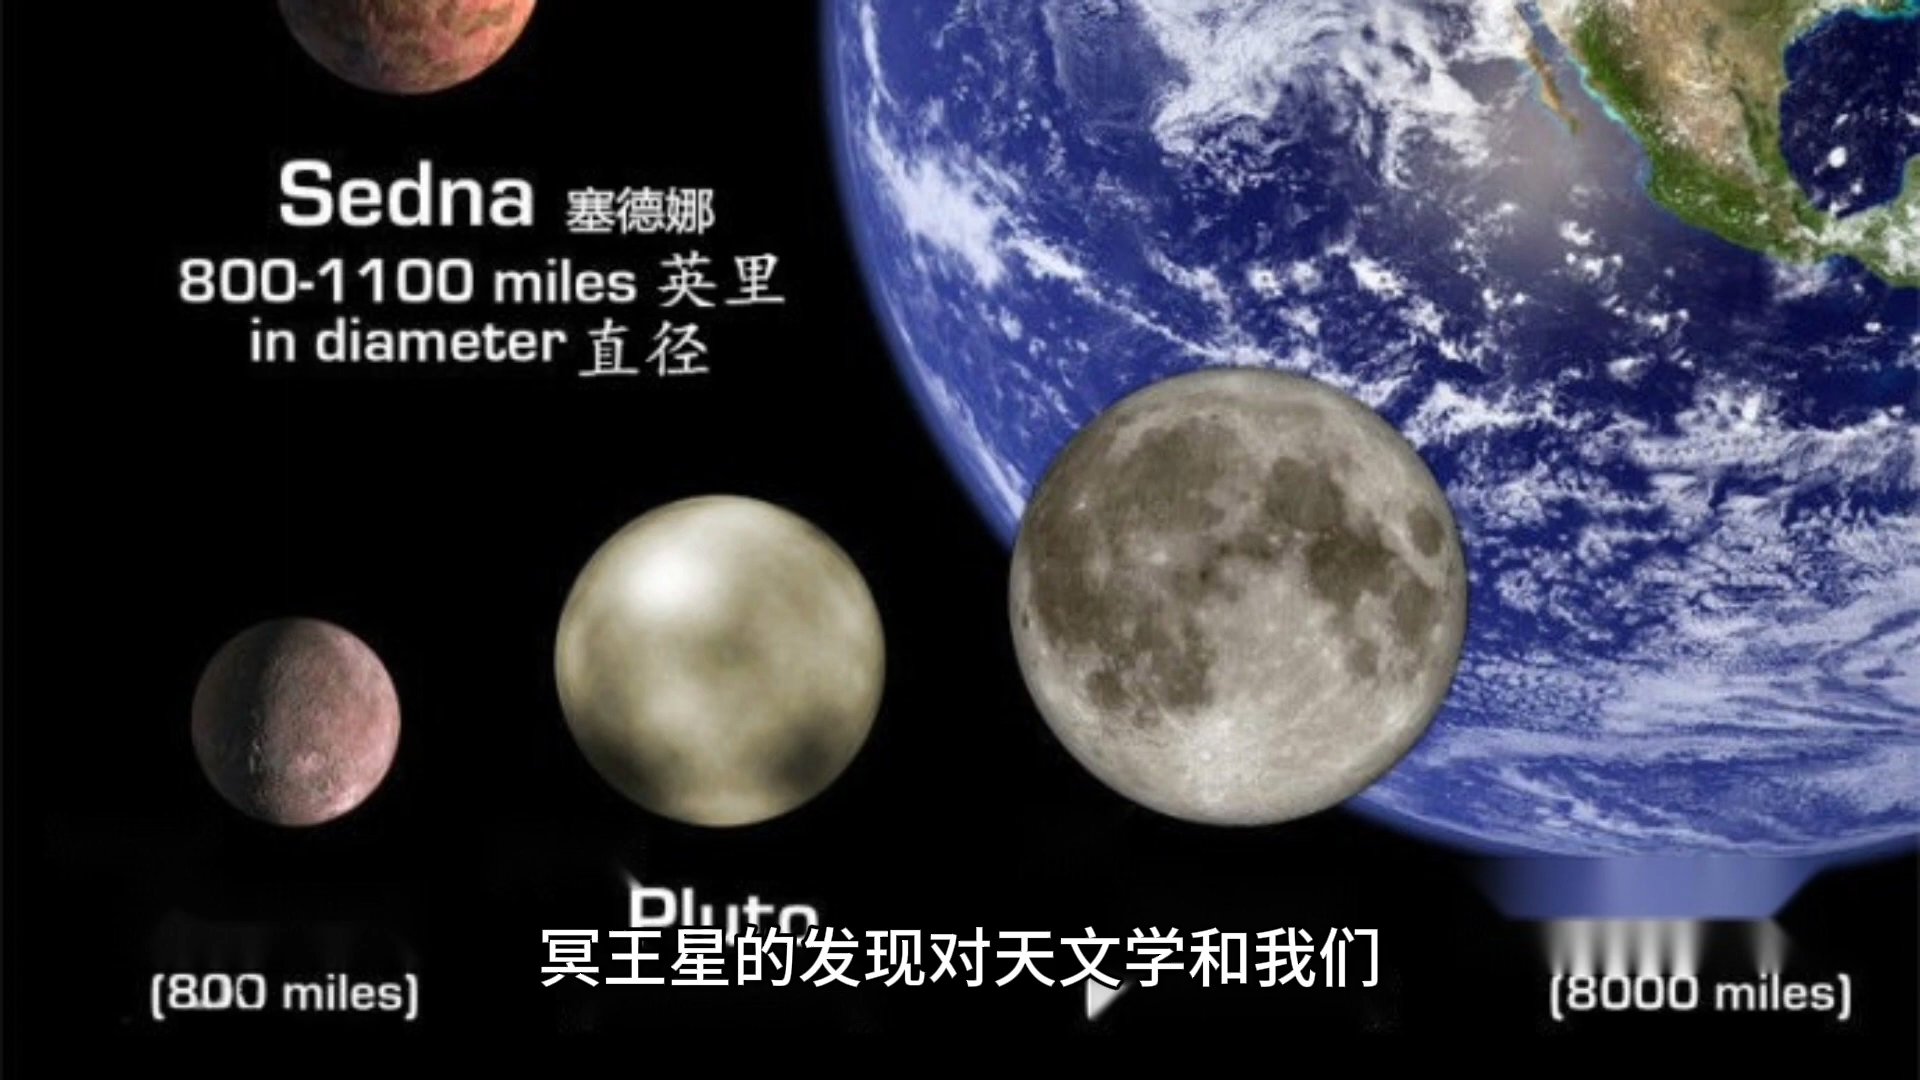 Sedna 塞德娜
800-1100 miles 英里
in diameter 直径
Pluto
冥王星的发现对天文学和我们
(800 miles)
(8000 miles)